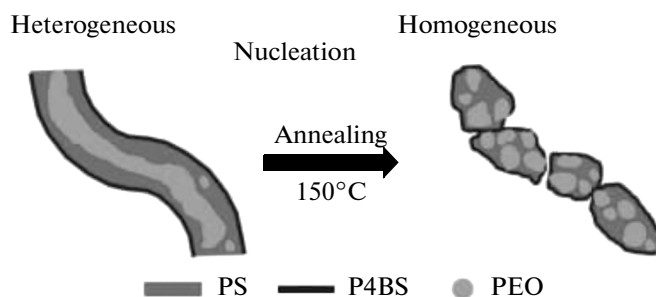 Heterogeneous
Homogeneous
Nucleation
Annealing
150°C
PS
P4BS
PEO